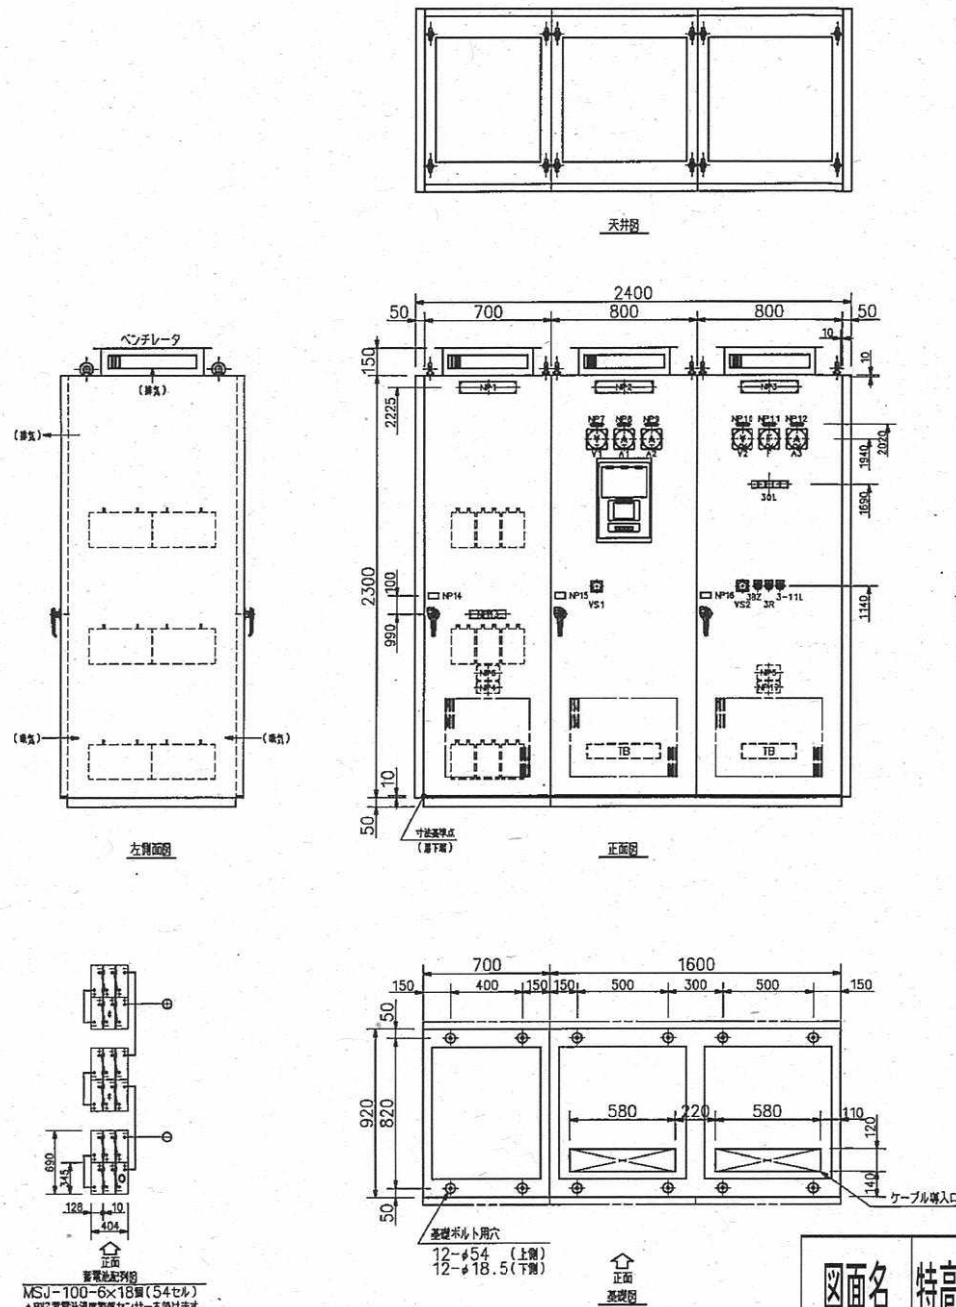 天井図
2400
50 700 800 800 50
10
10
150
2225
2300
100
990
10
50
ベンチレータ
(排気)
(排気)
(吸気)
(吸気)
左側面図
NP1 NP2 NP3
NP7 NP8 NP9
V1 A1 A2
NP10 NP11 NP12
V2 F A3
30L
2020
1940
1690
1140
NP14 NP15 NP16
VS1
VS2 3R 3-11L
TB TB
寸法基準点
(扉下端)
正面図
700 1600
150 400 150 150 500 300 500 150
50
920
820
50
580 220 580 110
120
140
ケーブル導入口
基礎ボルト用穴
12-φ54 (上側)
12-φ18.5(下側)
正面
基礎図
690
345
128 10
404
正面
蓄電池配列図
MSJ-100-6×18個(54セル)
図面名 特高